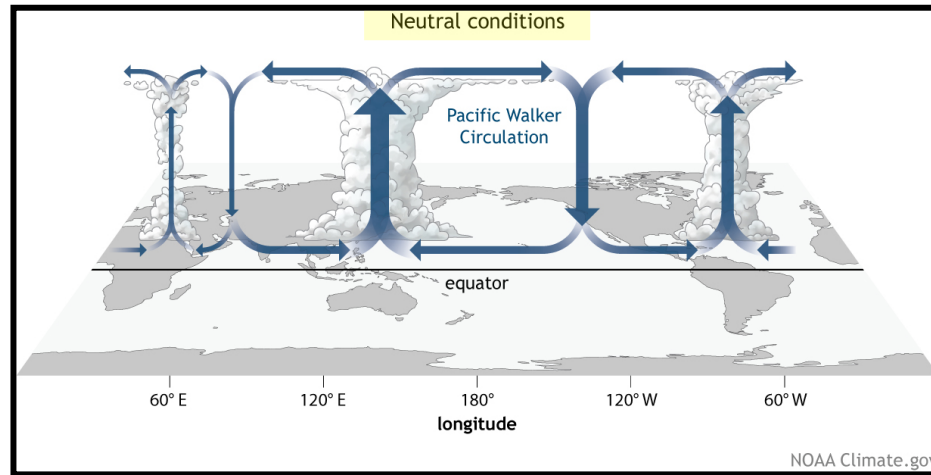 Neutral conditions
Pacific Walker
Circulation
equator
60° E 120° E 180° 120° W 60° W
longitude
NOAA Climate.gov